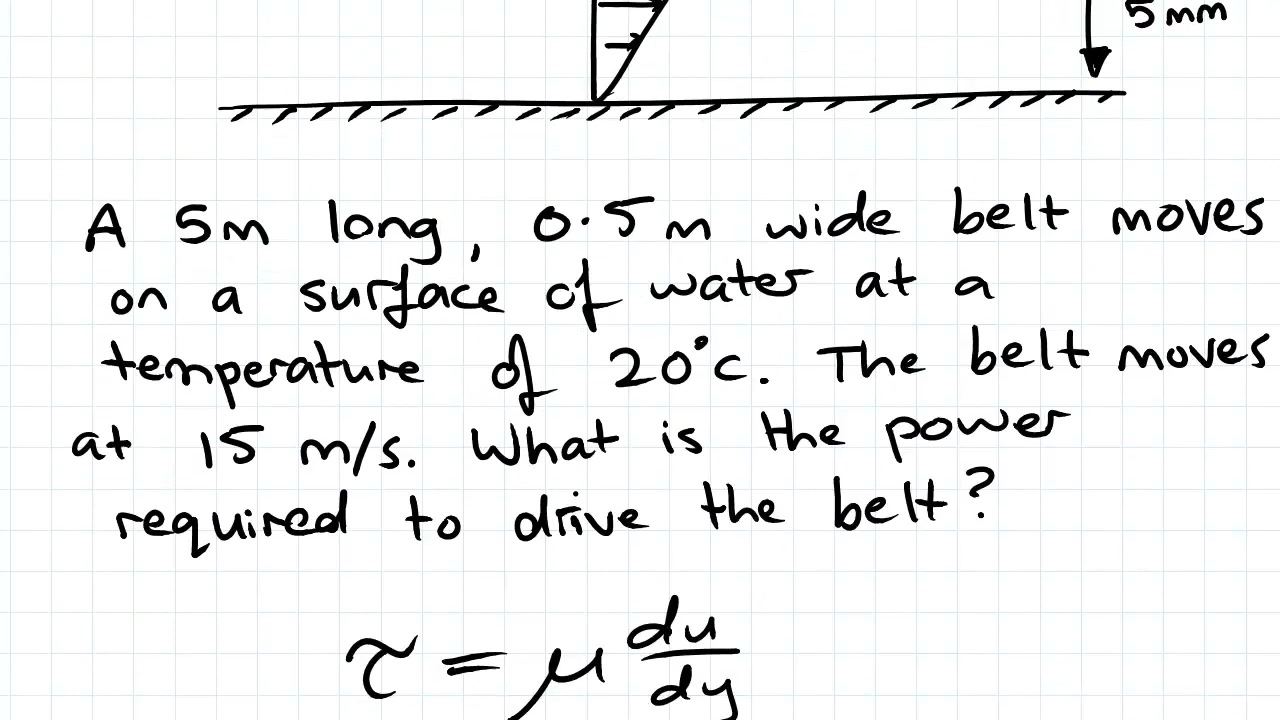 5mm
A 5m long, 0.5m wide belt moves
on a surface of water at a
temperature of 20°c. The belt moves
at 15 m/s. What is the power
required to drive the belt?
τ = μ du/dy